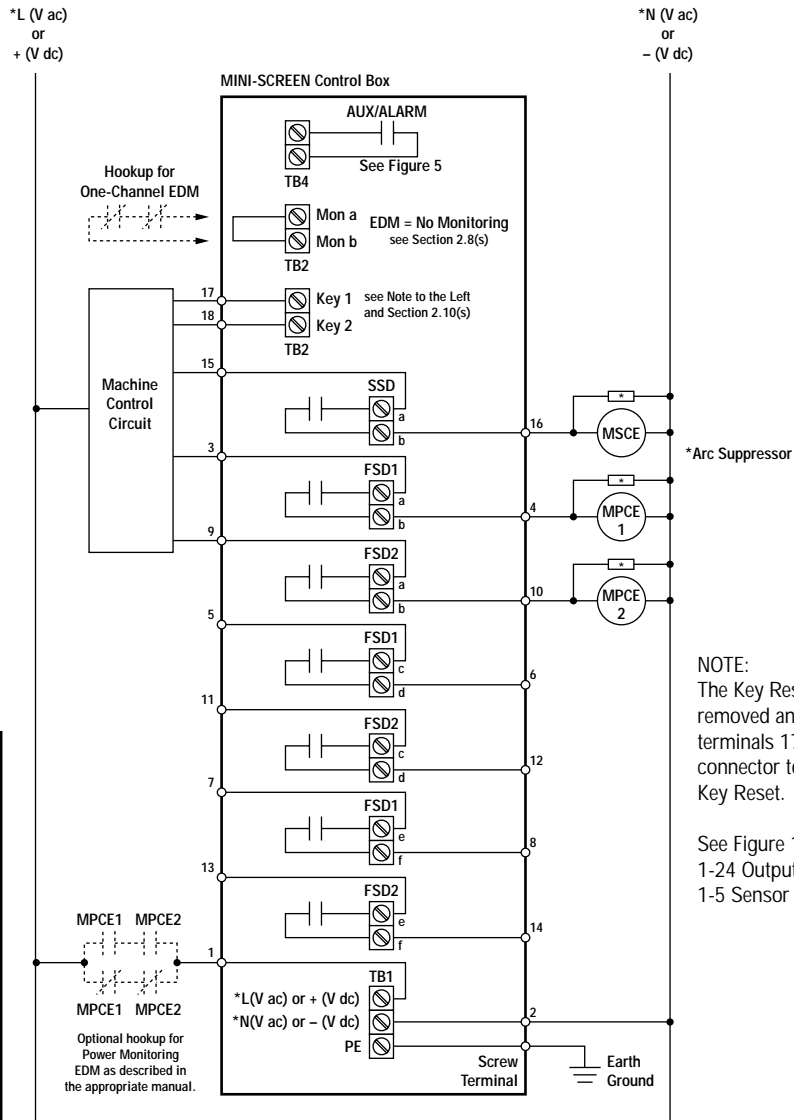 *L (V ac)
or
+ (V dc)
*N (V ac)
or
– (V dc)
MINI-SCREEN Control Box
AUX/ALARM
See Figure 5
TB4
Hookup for
One-Channel EDM
Mon a
Mon b
EDM = No Monitoring
see Section 2.8(s)
TB2
17
18
Key 1
Key 2
see Note to the Left
and Section 2.10(s)
TB2
Machine
Control
Circuit
15
SSD
a
b
16
MSCE
*
*Arc Suppressor
3
FSD1
a
b
4
MPCE
1
*
9
FSD2
a
b
10
MPCE
2
*
5
FSD1
c
d
6
11
FSD2
c
d
12
7
FSD1
e
f
8
13
FSD2
e
f
14
NOTE:
The Key Res
removed an
terminals 17
connector t
Key Reset.
See Figure 1
1-24 Output
1-5 Sensor
MPCE1 MPCE2
MPCE1 MPCE2
Optional hookup for
Power Monitoring
EDM as described in
the appropriate manual.
1
TB1
*L(V ac) or + (V dc)
*N(V ac) or – (V dc)
PE
2
Screw
Terminal
Earth
Ground